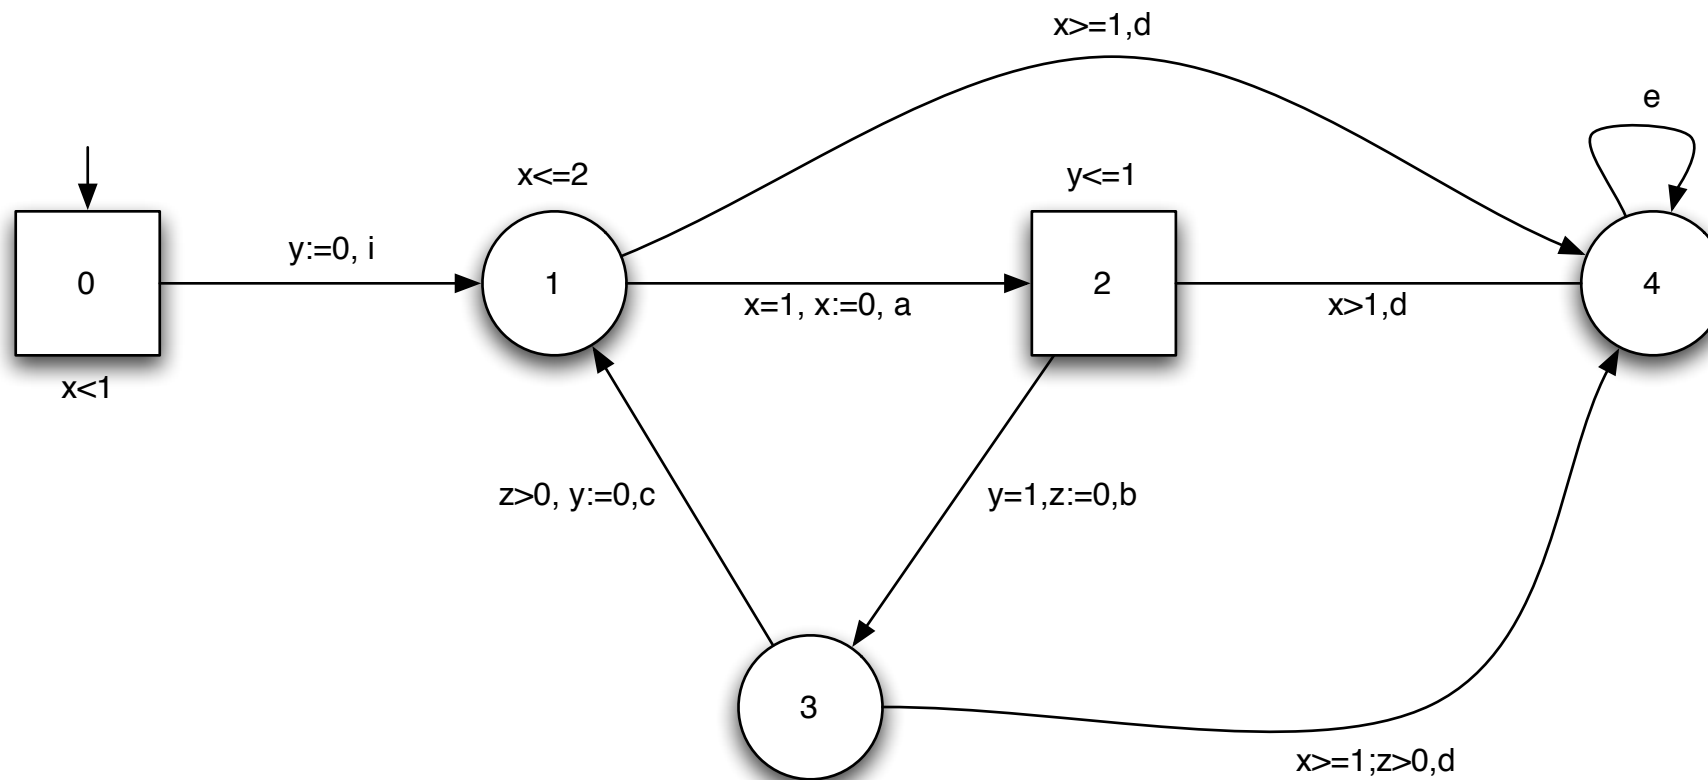 x>=1,d
e
x<=2
y<=1
y:=0, i
0
1
2
4
x=1, x:=0, a
x>1,d
x<1
z>0, y:=0,c
y=1,z:=0,b
3
x>=1;z>0,d